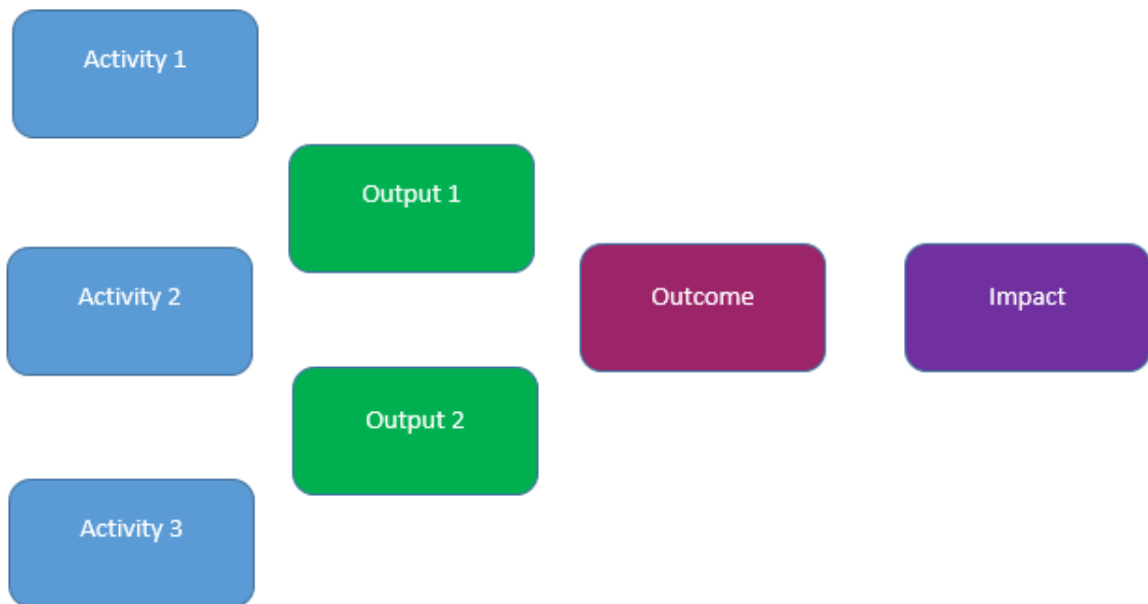 Activity 1
Output 1
Activity 2
Outcome
Impact
Output 2
Activity 3